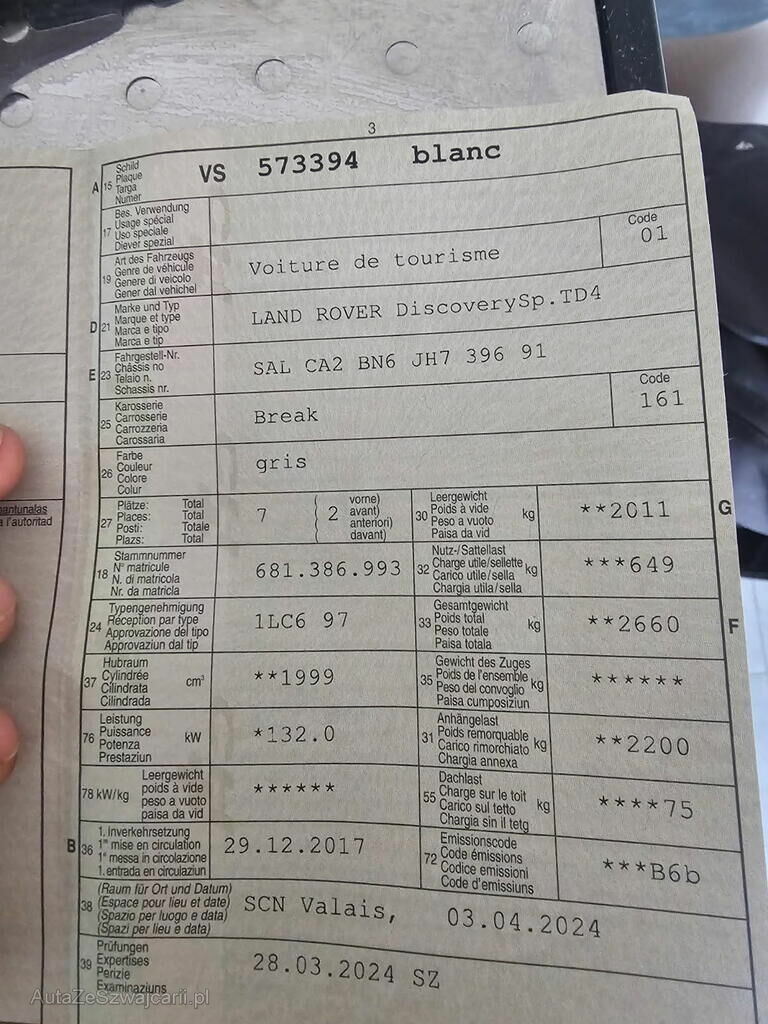 3
A 15 Schild
Plaque
Targa
Numer
VS 573394 blanc
17 Bes. Verwendung
Usage spécial
Uso speciale
Diever spezial
19 Art des Fahrzeugs
Genre de véhicule
Genere di veicolo
Gener dal vehichel
Voiture de tourisme
Code
01
D 21 Marke und Typ
Marque et type
Marca e tipo
Marca e tip
LAND ROVER DiscoverySp.TD4
E 23 Fahrgestell-Nr.
Châssis no
Telaio n.
Schassis nr.
SAL CA2 BN6 JH7 396 91
25 Karosserie
Carrosserie
Carrozzeria
Carossaria
Break
Code
161
26 Farbe
Couleur
Colore
Colur
gris
27 Plätze: Total
Places: Total
Posti: Totale
Plazs: Total
7
( 2 vorne)
avant)
anteriori)
davant)
30 Leergewicht
Poids à vide
Peso a vuoto
Paisa da vid
kg
**2011
G
18 Stammnummer
N° matricule
N. di matricola
Nr. da matricla
681.386.993
32 Nutz-/Sattellast
Charge utile/sellette
Carico utile/sella
Chargia utila/sella
kg
***649
24 Typengenehmigung
Réception par type
Approvazione del tipo
Approvaziun dal tip
1LC6 97
33 Gesamtgewicht
Poids total
Peso totale
Paisa totala
kg
**2660
F
37 Hubraum
Cylindrée
Cilindrata
Cilindrada
cm³
**1999
35 Gewicht des Zuges
Poids de l'ensemble
Peso del convoglio
Paisa cumposiziun
kg
******
76 Leistung
Puissance
Potenza
Prestaziun
kW
*132.0
31 Anhängelast
Poids remorquable
Carico rimorchiato
Chargia annexa
kg
**2200
78 kW/kg
Leergewicht
poids à vide
peso a vuoto
paisa da vid
******
55 Dachlast
Charge sur le toit
Carico sul tetto
Chargia sin il tetg
kg
****75
B 36 1. Inverkehrsetzung
1re mise en circulation
1a messa in circolazione
1. entrada en circulaziun
29.12.2017
72 Emissionscode
Code émissions
Codice emissioni
Code d'emissiuns
***B6b
38 (Raum für Ort und Datum)
(Espace pour lieu et date)
(Spazio per luogo e data)
(Spazi per lieu e data)
SCN Valais, 03.04.2024
39 Prüfungen
Expertises
Perizie
Examinaziuns
28.03.2024 SZ
a l'autoritad
AutaZeSzwajcarii.pl